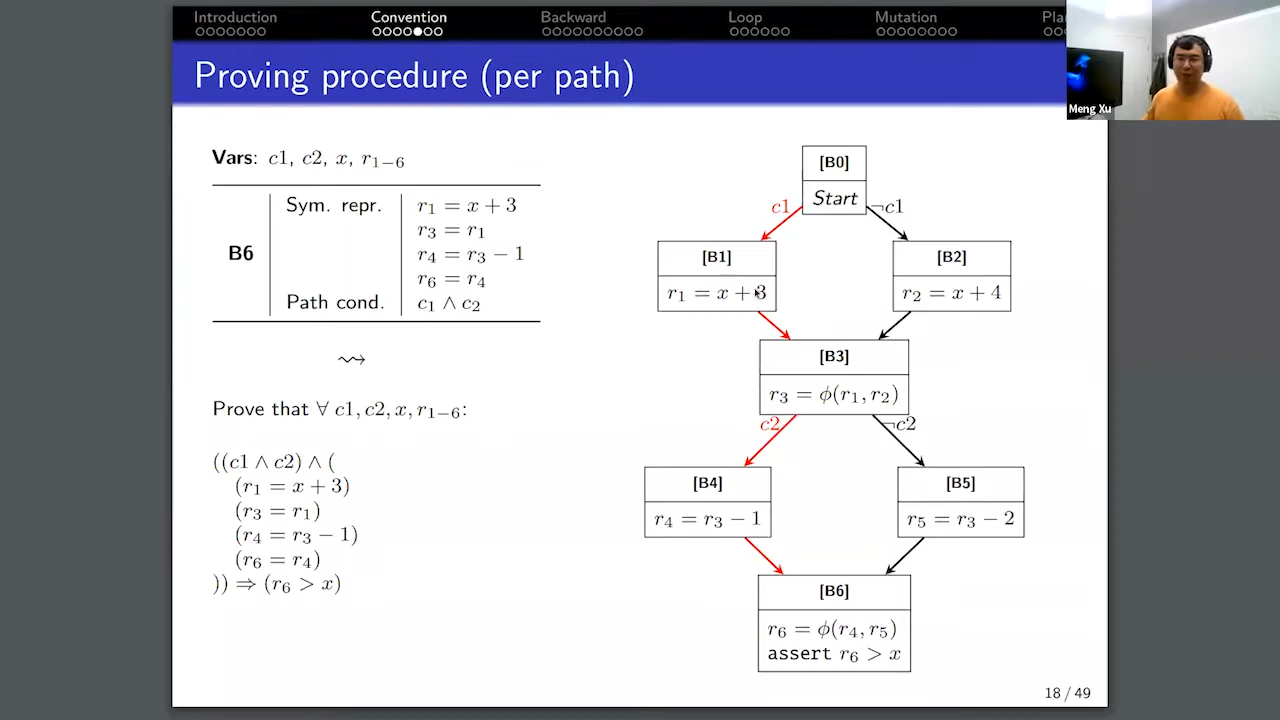 Introduction Convention Backward Loop Mutation Pla
Proving procedure (per path)
Meng Xu
Vars: c1, c2, x, r₁₋₆
B6
Sym. repr.
r₁ = x + 3
r₃ = r₁
r₄ = r₃ − 1
r₆ = r₄
Path cond.
c₁ ∧ c₂
⇝
Prove that ∀ c1, c2, x, r₁₋₆:
((c1 ∧ c2) ∧ (
(r₁ = x + 3)
(r₃ = r₁)
(r₄ = r₃ − 1)
(r₆ = r₄)
)) ⇒ (r₆ > x)
[B0]
Start
c1
¬c1
[B1]
r₁ = x + 3
[B2]
r₂ = x + 4
[B3]
r₃ = ϕ(r₁, r₂)
c2
¬c2
[B4]
r₄ = r₃ − 1
[B5]
r₅ = r₃ − 2
[B6]
r₆ = ϕ(r₄, r₅)
assert r₆ > x
18 / 49